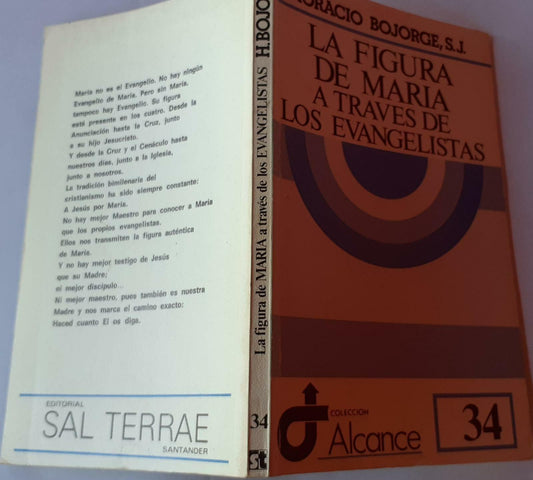 María no es el Evangelio. No hay ningún
Evangelio de María. Pero sin María,
tampoco hay Evangelio. Su figura
está presente en los cuatro. Desde la
Anunciación hasta la Cruz, junto
a su hijo Jesucristo.
Y desde la Cruz y el Cenáculo hasta
nuestros días, junto a la Iglesia,
junto a nosotros.
La tradición bimilenaria del
cristianismo ha sido siempre constante:
A Jesús por María.
No hay mejor Maestro para conocer a María
que los propios evangelistas.
Ellos nos transmiten la figura auténtica
de María.
Y no hay mejor testigo de Jesús
que su Madre;
ni mejor discípulo...
Ni mejor maestro, pues también es nuestra
Madre y nos marca el camino exacto:
Haced cuanto El os diga.
EDITORIAL
SAL TERRAE
SANTANDER
H. BOJO
La figura de MARIA a través de los EVANGELISTAS
34
st
HORACIO BOJORGE, S.J.
LA FIGURA
DE MARIA
A TRAVES DE
LOS EVANGELISTAS
COLECCION
Alcance
34